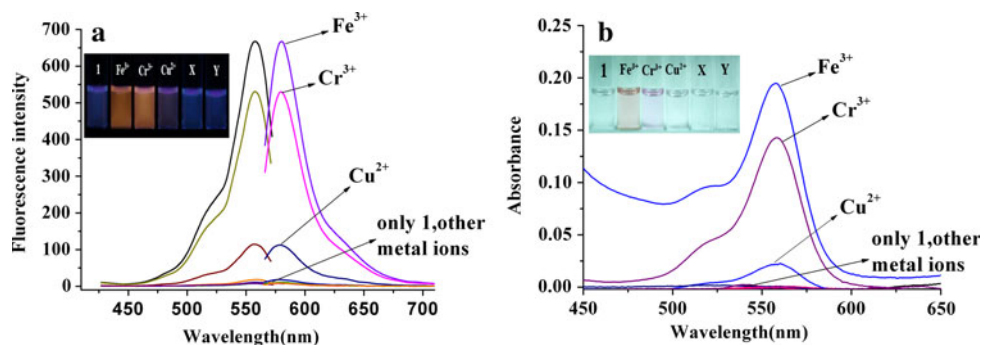 a
Fluorescence intensity
700
600
500
400
300
200
100
0
1 Fe³⁺ Cr³⁺ Cu²⁺ X Y
Fe³⁺
Cr³⁺
Cu²⁺
only 1,other
metal ions
450 500 550 600 650 700
Wavelength(nm)
b
Absorbance
0.25
0.20
0.15
0.10
0.05
0.00
1 Fe³⁺ Cr³⁺ Cu²⁺ X Y
Fe³⁺
Cr³⁺
Cu²⁺
only 1,other
metal ions
450 500 550 600 650
Wavelength(nm)